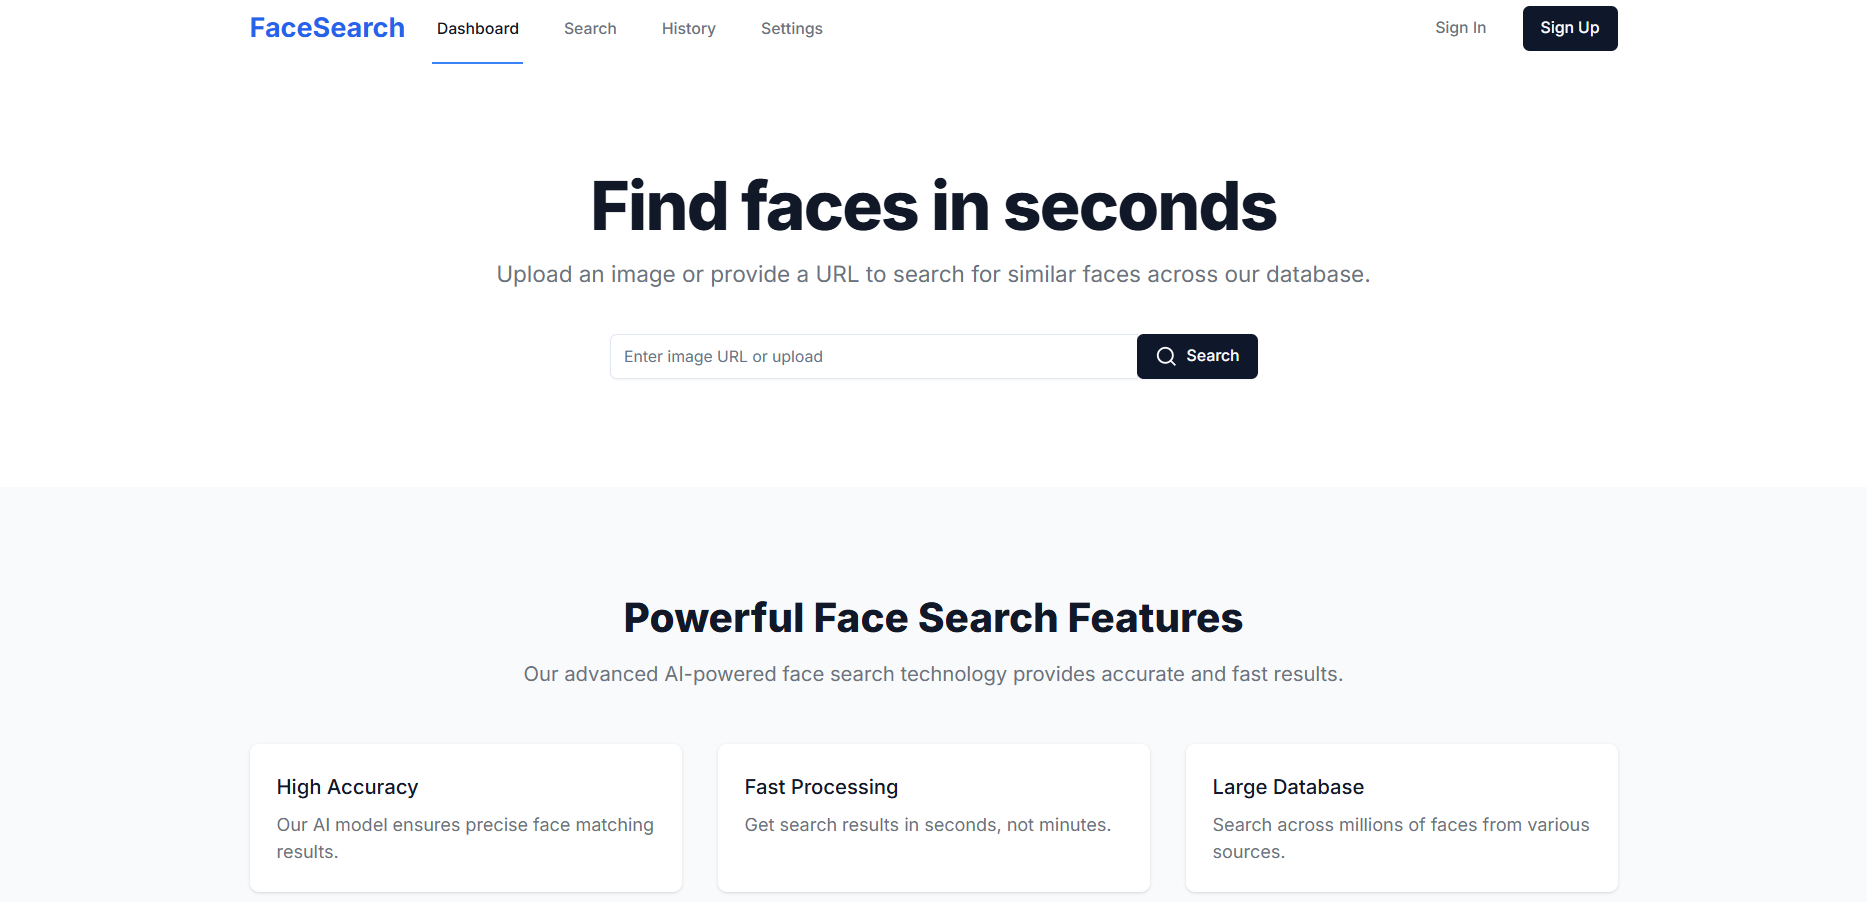 FaceSearch Dashboard Search History Settings Sign In Sign Up
Find faces in seconds
Upload an image or provide a URL to search for similar faces across our database.
Enter image URL or upload Search
Powerful Face Search Features
Our advanced AI-powered face search technology provides accurate and fast results.
High Accuracy
Our AI model ensures precise face matching
results.
Fast Processing
Get search results in seconds, not minutes.
Large Database
Search across millions of faces from various
sources.